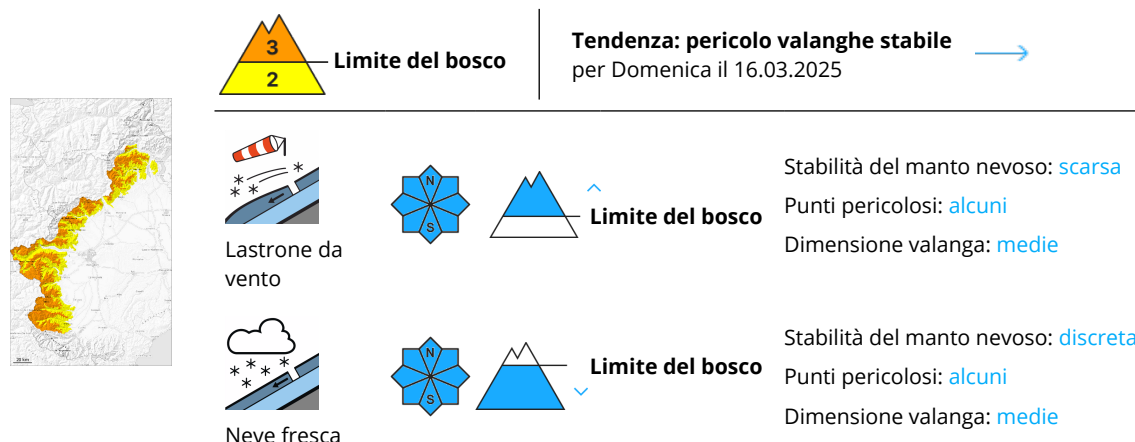 3
2
Limite del bosco
Tendenza: pericolo valanghe stabile
per Domenica il 16.03.2025
20 km
Lastrone da
vento
N
S
Limite del bosco
Stabilità del manto nevoso: scarsa
Punti pericolosi: alcuni
Dimensione valanga: medie
Neve fresca
N
S
Limite del bosco
Stabilità del manto nevoso: discreta
Punti pericolosi: alcuni
Dimensione valanga: medie